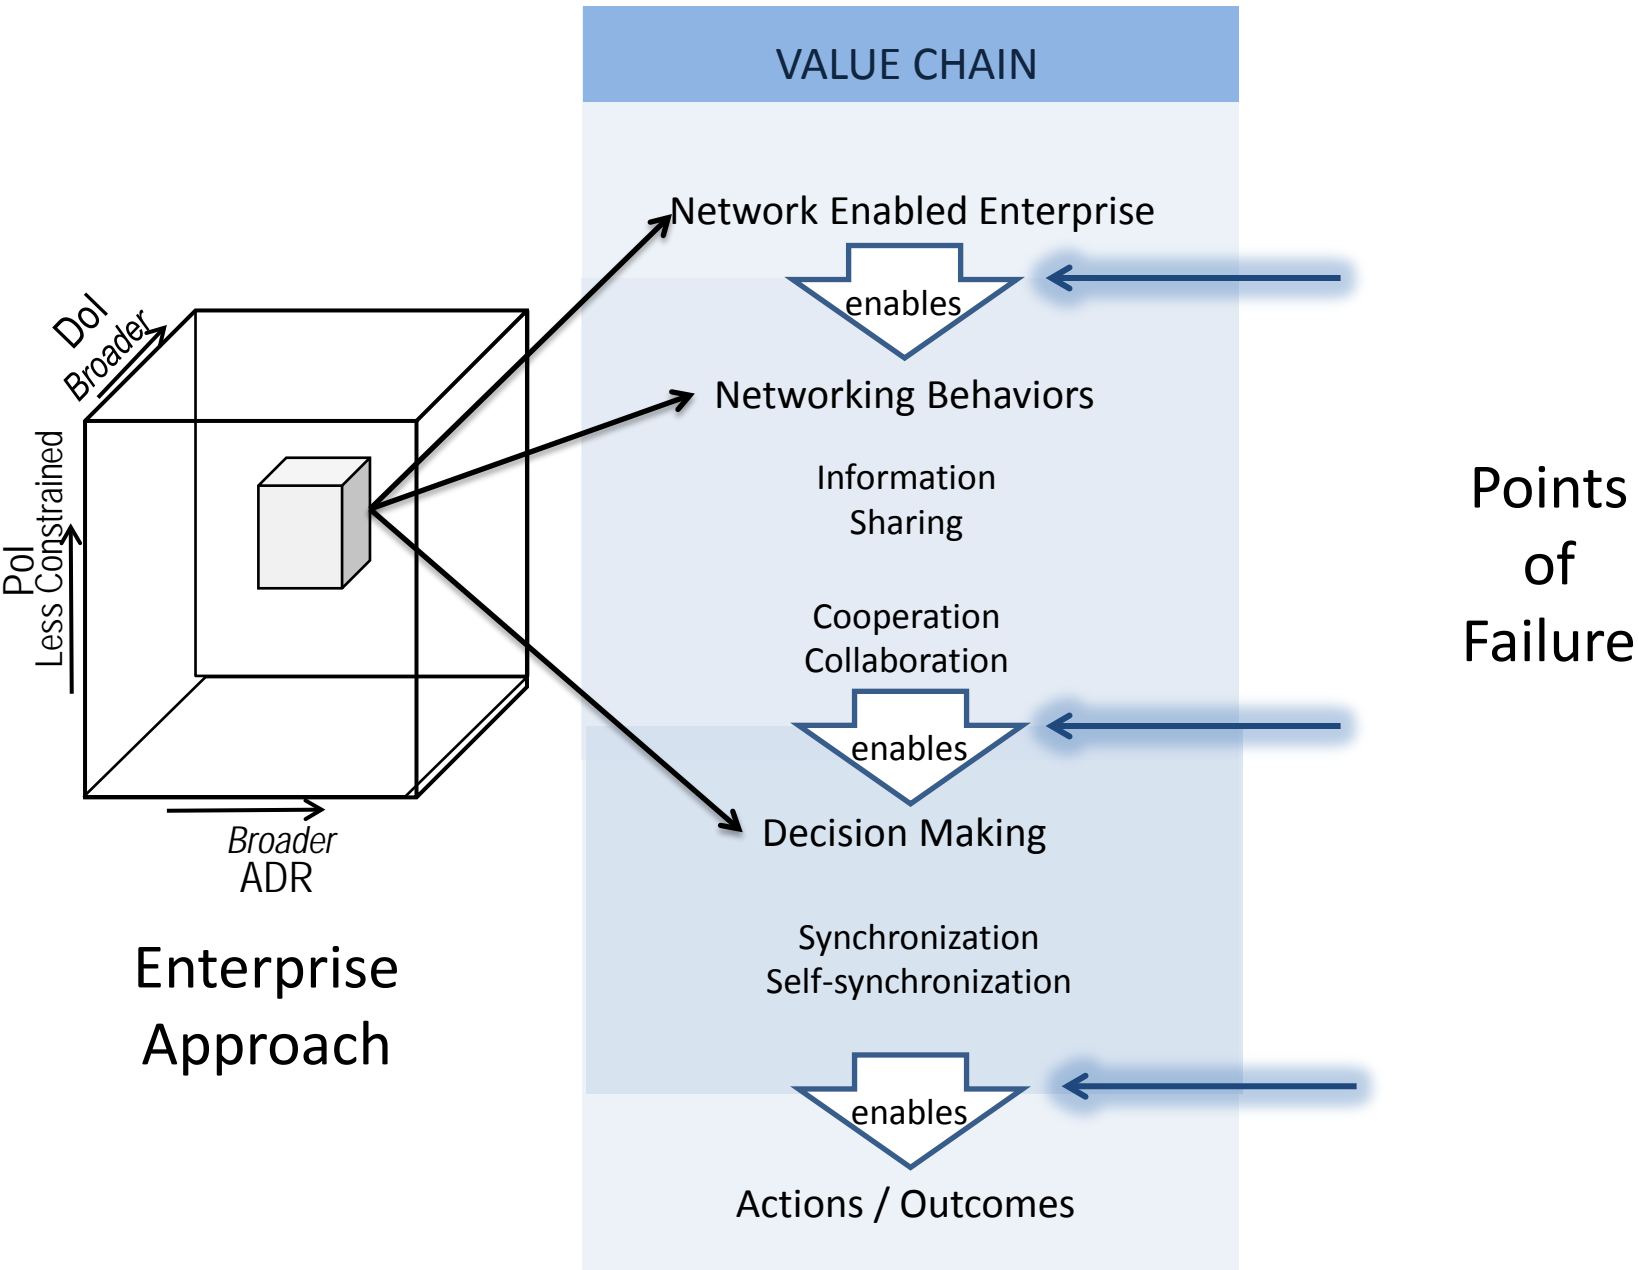 VALUE CHAIN
Network Enabled Enterprise
enables
Networking Behaviors
Information
Sharing
Cooperation
Collaboration
enables
Decision Making
Synchronization
Self-synchronization
enables
Actions / Outcomes
DoI
Broader
PoI
Less Constrained
Broader
ADR
Enterprise
Approach
Points
of
Failure